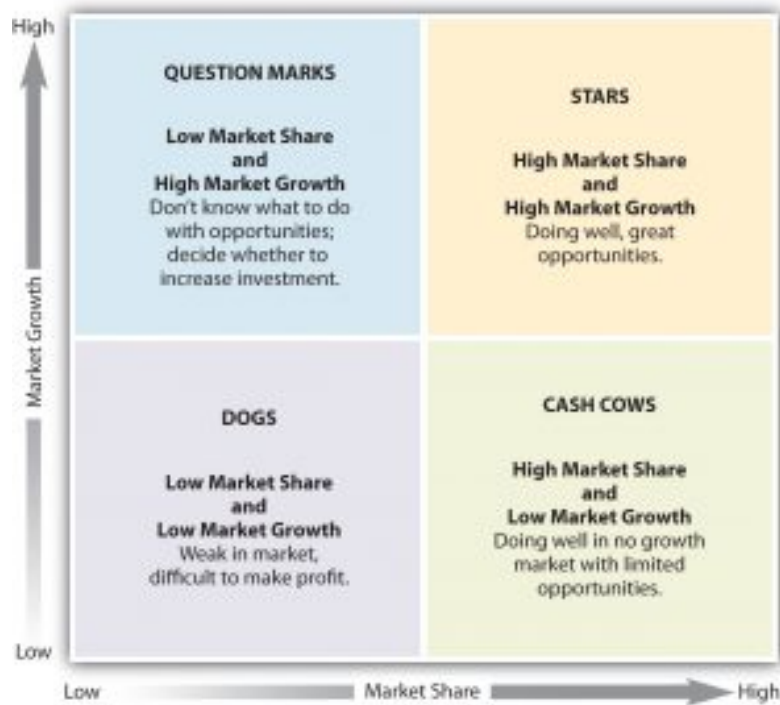 High
QUESTION MARKS
Low Market Share
and
High Market Growth
Don't know what to do
with opportunities;
decide whether to
increase investment.
STARS
High Market Share
and
High Market Growth
Doing well, great
opportunities.
Market Growth
DOGS
Low Market Share
and
Low Market Growth
Weak in market,
difficult to make profit.
CASH COWS
High Market Share
and
Low Market Growth
Doing well in no growth
market with limited
opportunities.
Low
Low
Market Share
High